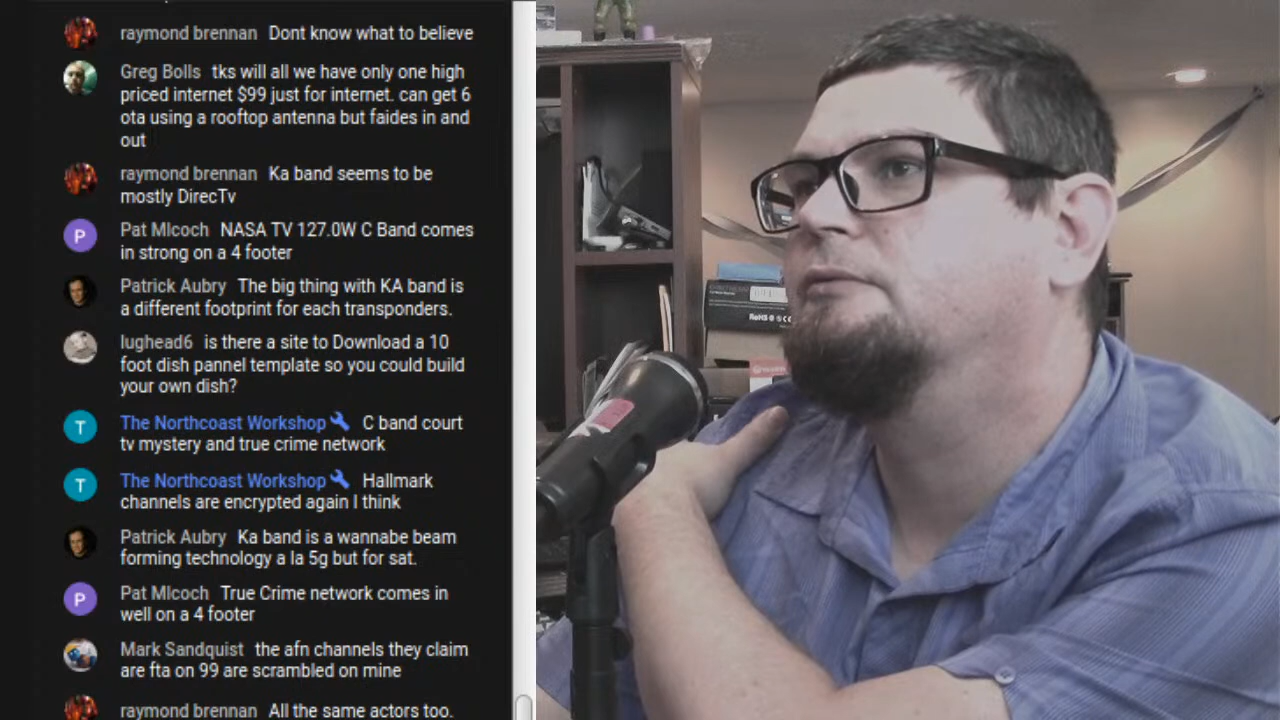 raymond brennan Dont know what to believe
Greg Bolls tks will all we have only one high
priced internet $99 just for internet. can get 6
ota using a rooftop antenna but faides in and
out
raymond brennan Ka band seems to be
mostly DirecTv
P Pat Mlcoch NASA TV 127.0W C Band comes
in strong on a 4 footer
Patrick Aubry The big thing with KA band is
a different footprint for each transponders.
lughead6 is there a site to Download a 10
foot dish pannel template so you could build
your own dish?
T The Northcoast Workshop C band court
tv mystery and true crime network
T The Northcoast Workshop Hallmark
channels are encrypted again I think
Patrick Aubry Ka band is a wannabe beam
forming technology a la 5g but for sat.
P Pat Mlcoch True Crime network comes in
well on a 4 footer
Mark Sandquist the afn channels they claim
are fta on 99 are scrambled on mine
raymond brennan All the same actors too.
RoHS